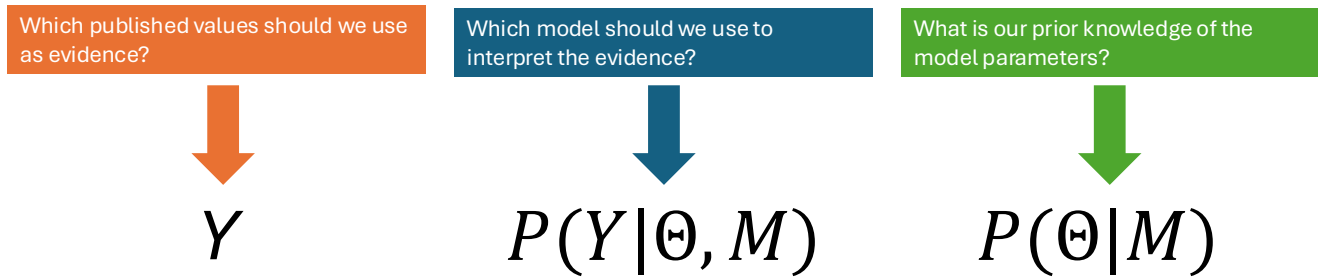 Which published values should we use
as evidence?
Which model should we use to
interpret the evidence?
What is our prior knowledge of the
model parameters?
Y
P(Y|Θ, M)
P(Θ|M)